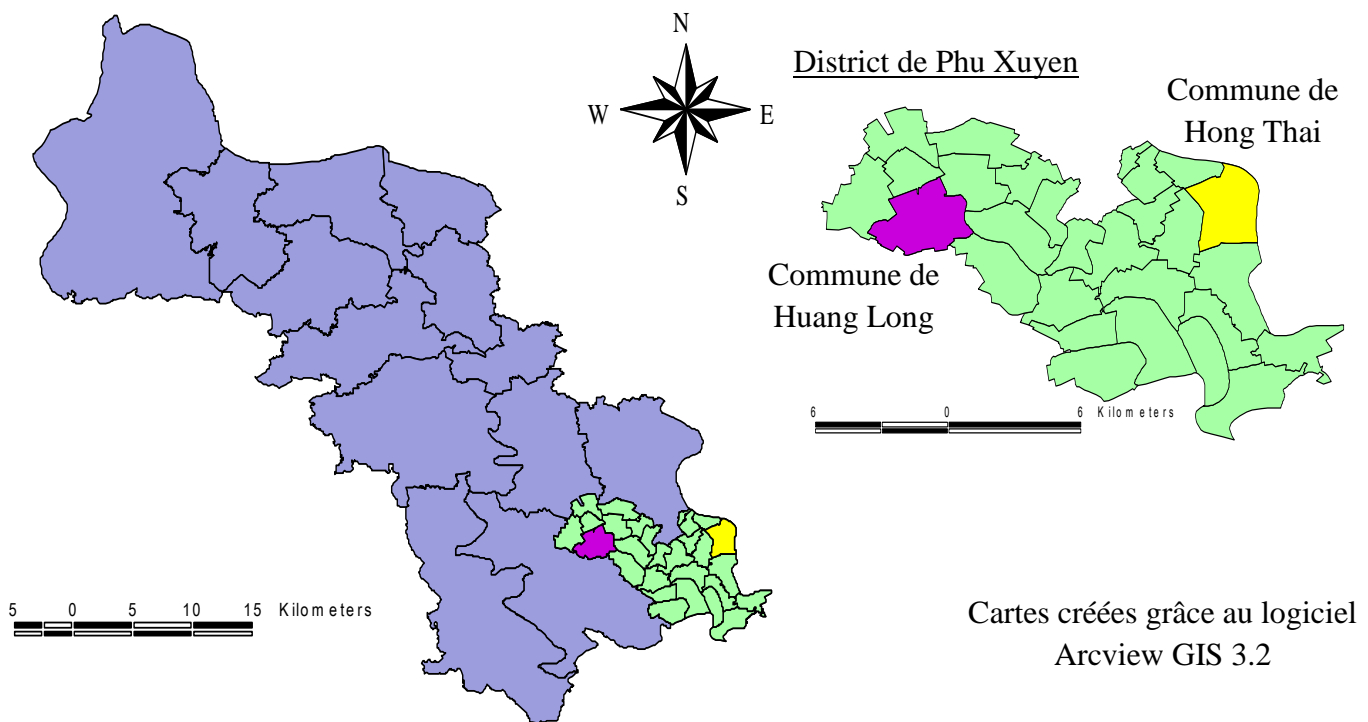 N
W E
S
District de Phu Xuyen
Commune de
Hong Thai
Commune de
Huang Long
6 0 6 Kilometers
5 0 5 10 15 Kilometers
Cartes créées grâce au logiciel
Arcview GIS 3.2